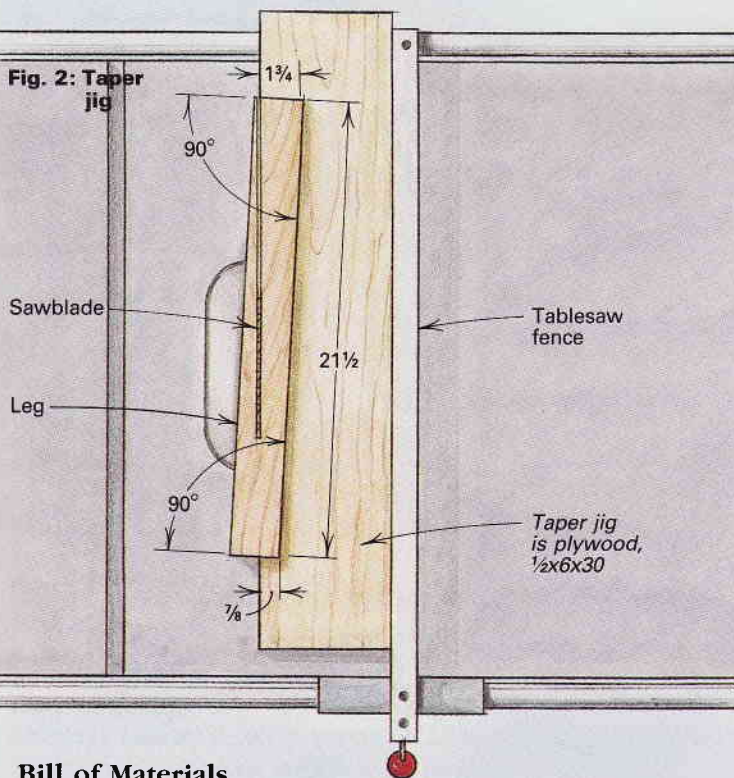 Fig. 2: Taper
jig
1¾
90°
Sawblade
Tablesaw
fence
21½
Leg
90°
Taper jig
is plywood,
½x6x30
⅞
Bill of Materials